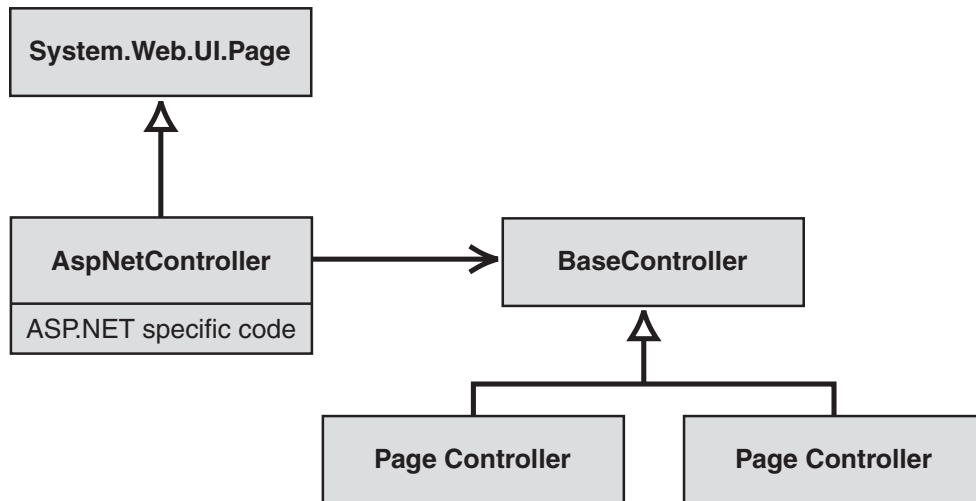 System.Web.UI.Page
AspNetController
BaseController
ASP.NET specific code
Page Controller
Page Controller